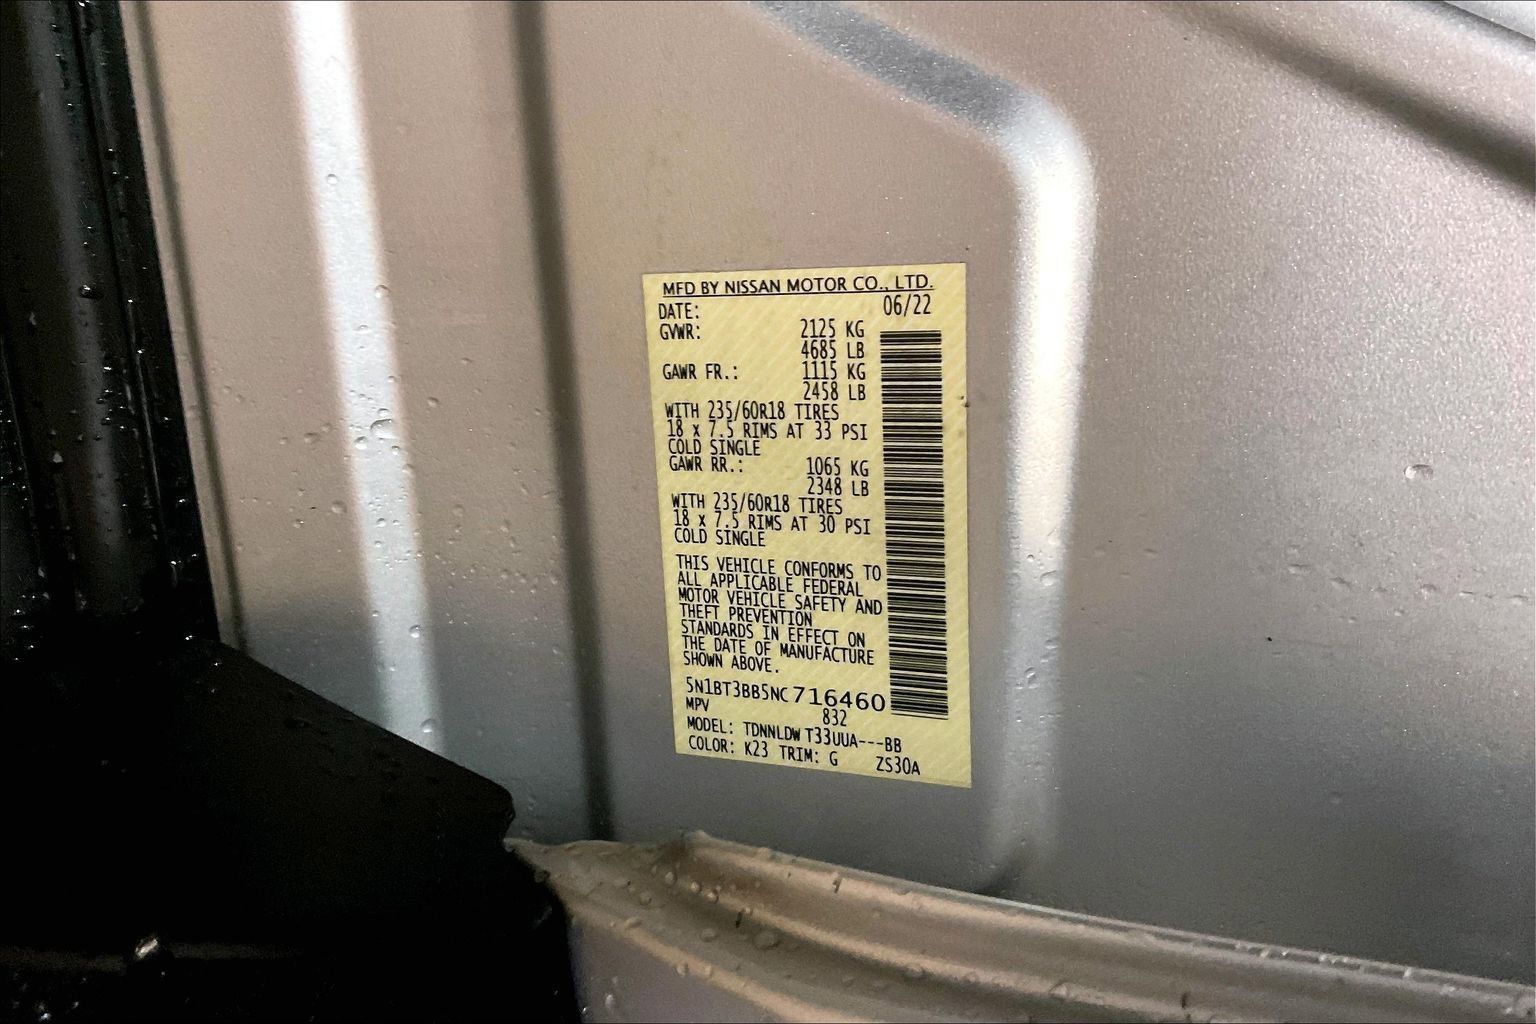 MFD BY NISSAN MOTOR CO., LTD.
DATE: 06/22
GVWR: 2125 KG
4685 LB
GAWR FR.: 1115 KG
2458 LB
WITH 235/60R18 TIRES
18 x 7.5 RIMS AT 33 PSI
COLD SINGLE
GAWR RR.: 1065 KG
2348 LB
WITH 235/60R18 TIRES
18 x 7.5 RIMS AT 30 PSI
COLD SINGLE
THIS VEHICLE CONFORMS TO
ALL APPLICABLE FEDERAL
MOTOR VEHICLE SAFETY AND
THEFT PREVENTION
STANDARDS IN EFFECT ON
THE DATE OF MANUFACTURE
SHOWN ABOVE.
5N1BT3BB5NC716460
MPV 832
MODEL: TDNNLDW T33UUA---BB
COLOR: K23 TRIM: G ZS30A